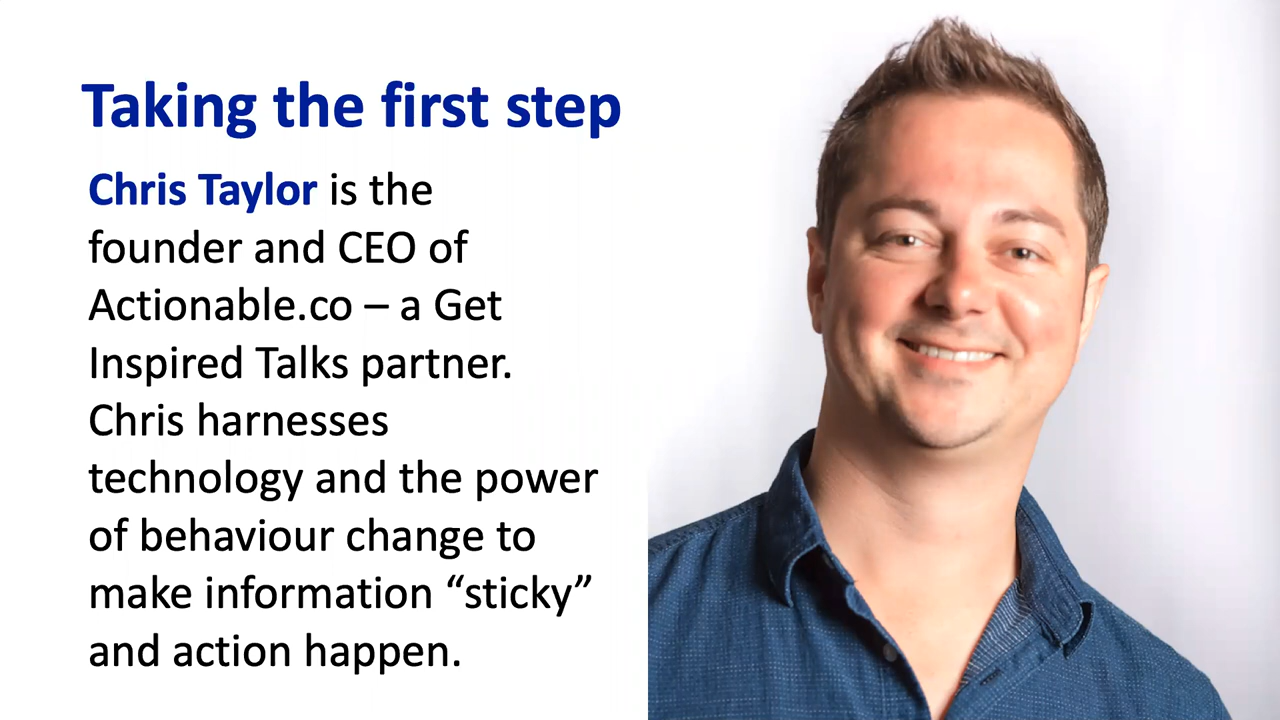 Taking the first step
Chris Taylor is the
founder and CEO of
Actionable.co – a Get
Inspired Talks partner.
Chris harnesses
technology and the power
of behaviour change to
make information “sticky”
and action happen.